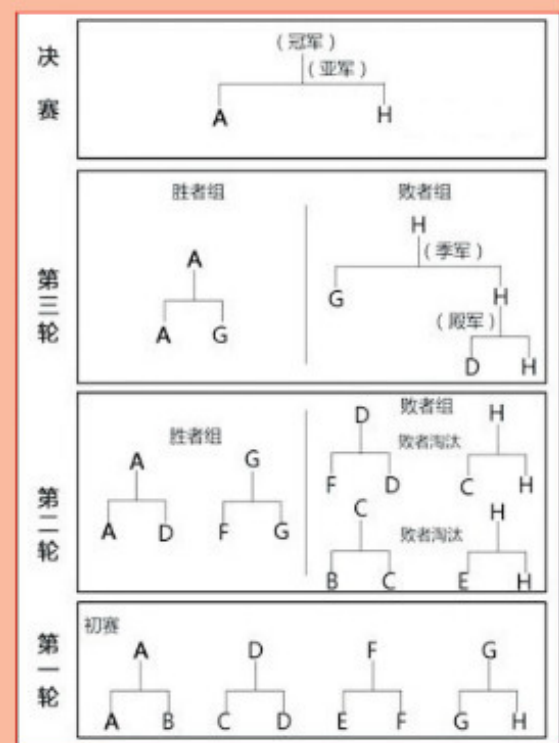 决赛
(冠军)
(亚军)
A H
第三轮
胜者组 败者组
A H
(季军)
A G G H
(殿军)
D H
第二轮
胜者组 败者组
A G D H
败者淘汰
A D F G F D C H
C H
败者淘汰
B C E H
第一轮
初赛
A D F G
A B C D E F G H